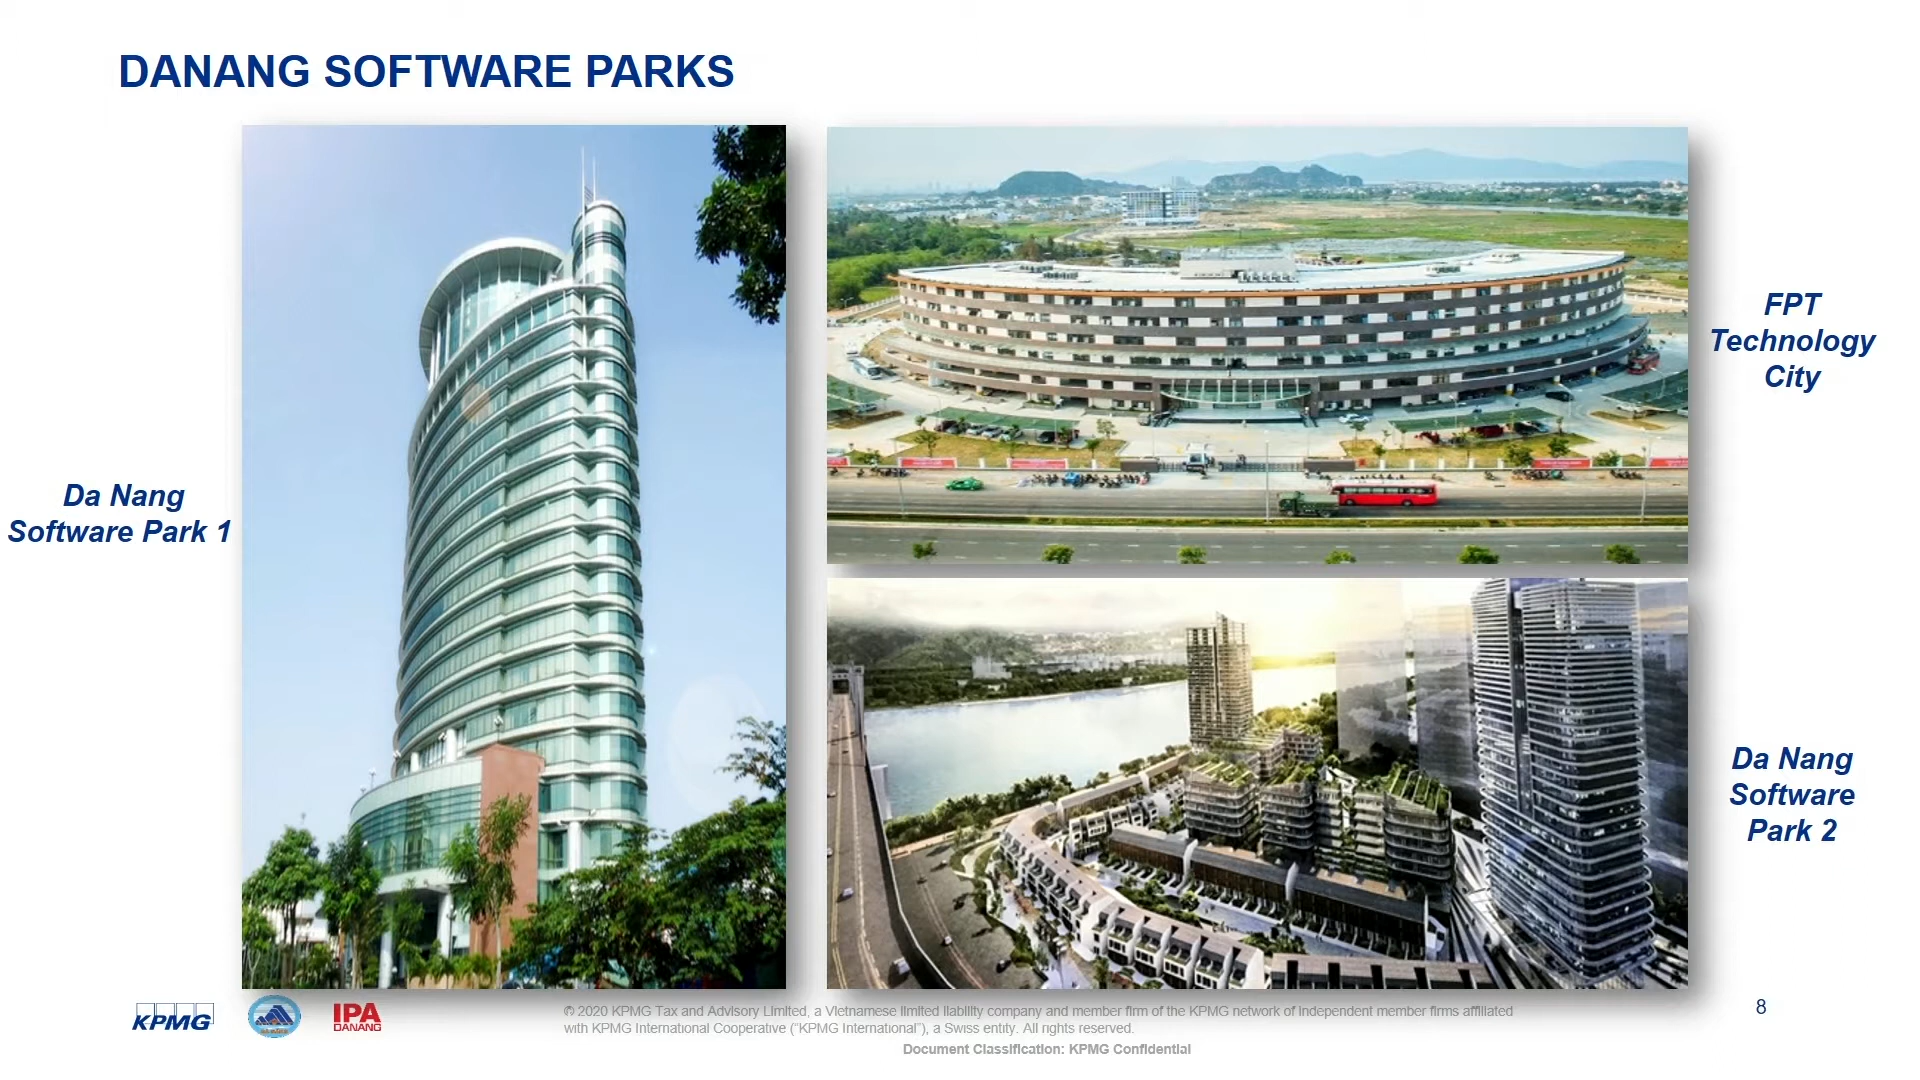 DANANG SOFTWARE PARKS
Da Nang
Software Park 1
FPT
Technology
City
Da Nang
Software
Park 2
KPMG
IPA
DANANG
© 2020 KPMG Tax and Advisory Limited, a Vietnamese limited liability company and member firm of the KPMG network of independent member firms affiliated
with KPMG International Cooperative (“KPMG International”), a Swiss entity. All rights reserved.
Document Classification: KPMG Confidential
8